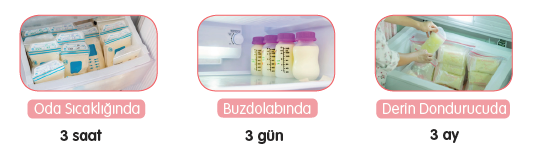 Oda Sıcaklığında
Buzdolabında
Derin Dondurucuda
3 saat
3 gün
3 ay